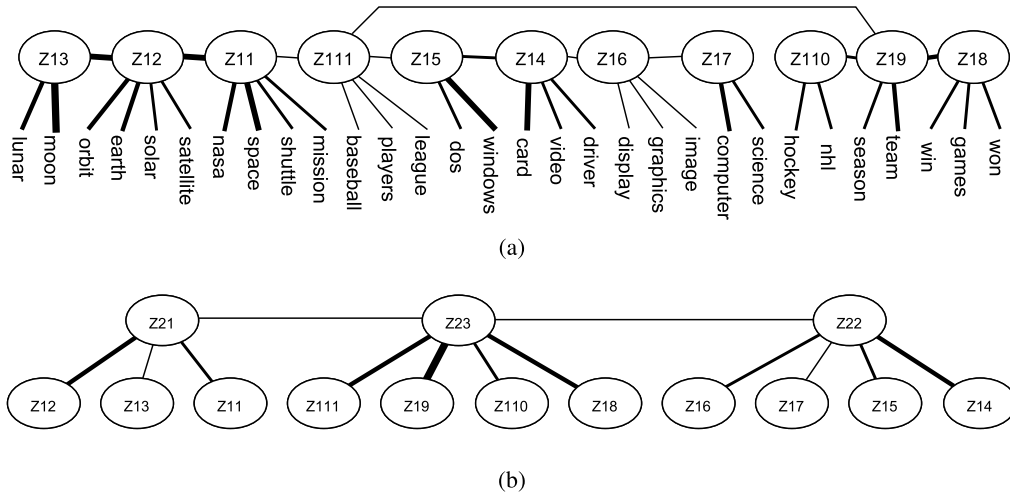 Z13 Z12 Z11 Z111 Z15 Z14 Z16 Z17 Z110 Z19 Z18
lunar moon orbit earth solar satellite nasa space shuttle mission baseball players league dos windows card video driver display graphics image computer science hockey nhl season team win games won
(a)
Z21 Z23 Z22
Z12 Z13 Z11 Z111 Z19 Z110 Z18 Z16 Z17 Z15 Z14
(b)